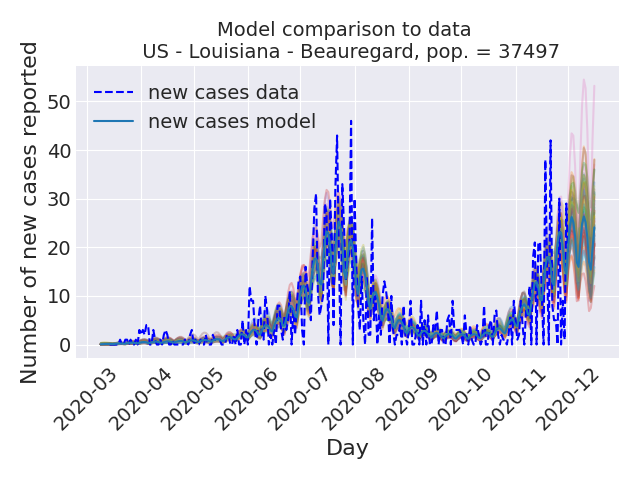 Model comparison to data
US - Louisiana - Beauregard, pop. = 37497
Number of new cases reported
50
40
30
20
10
0
new cases data
new cases model
2020-03
2020-04
2020-05
2020-06
2020-07
2020-08
2020-09
2020-10
2020-11
2020-12
Day